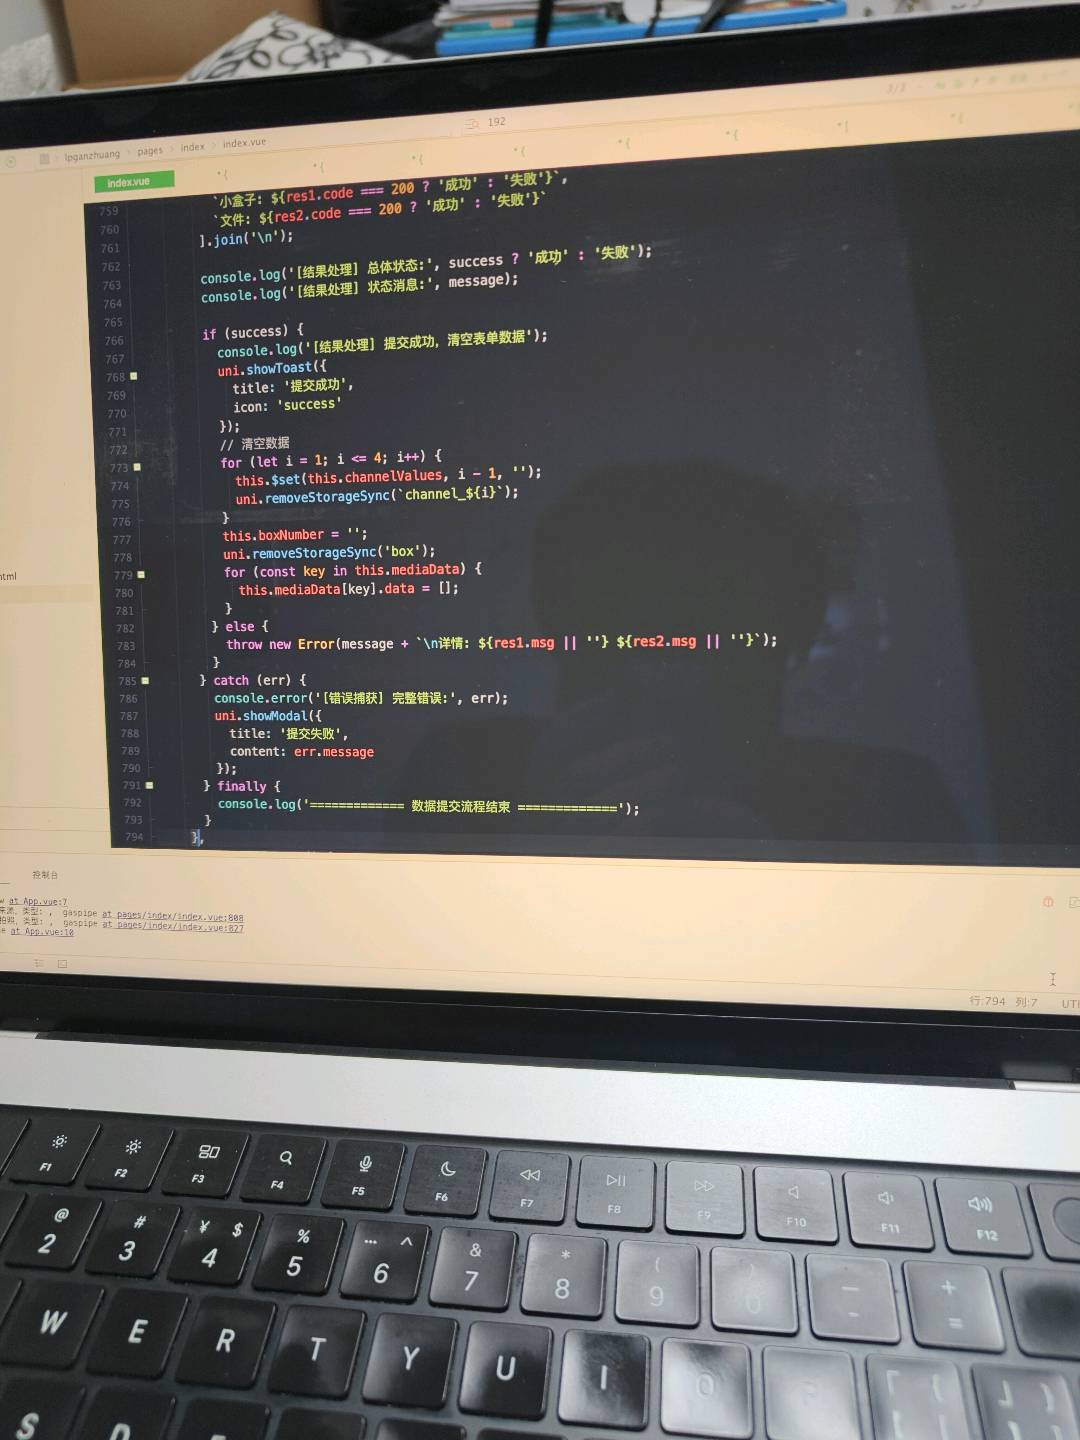 192
lpganzhuang > pages > index > index.vue
index.vue
759 `小盒子: ${res1.code === 200 ? '成功' : '失败'}`,
760 `文件: ${res2.code === 200 ? '成功' : '失败'}`
761 ].join('\n');
762
763 console.log('[结果处理] 总体状态:', success ? '成功' : '失败');
764 console.log('[结果处理] 状态消息:', message);
765
766 if (success) {
767 console.log('[结果处理] 提交成功，清空表单数据');
768 uni.showToast({
769 title: '提交成功',
770 icon: 'success'
771 });
772 // 清空数据
773 for (let i = 1; i <= 4; i++) {
774 this.$set(this.channelValues, i - 1, '');
775 uni.removeStorageSync(`channel_${i}`);
776 }
777 this.boxNumber = '';
778 uni.removeStorageSync('box');
779 for (const key in this.mediaData) {
780 this.mediaData[key].data = [];
781 }
782 } else {
783 throw new Error(message + `\n详情: ${res1.msg || ''} ${res2.msg || ''}`);
784 }
785 } catch (err) {
786 console.error('[错误捕获] 完整错误:', err);
787 uni.showModal({
788 title: '提交失败',
789 content: err.message
790 });
791 } finally {
792 console.log('============= 数据提交流程结束 =============');
793 }
794 },
html
控制台
w at App.vue:7
来源，类型: , gaspipe at pages/index/index.vue:808
拍照，类型: , gaspipe at pages/index/index.vue:827
e at App.vue:10
行:794 列:7 UT
F1 F2 F3 F4 F5 F6 F7 F8 F9 F10 F11 F12
@ # ¥ $ % … ^ & * ( ) — +
2 3 4 5 6 7 8 9 0 - =
W E R T Y U I O P { [ } ]
S D F